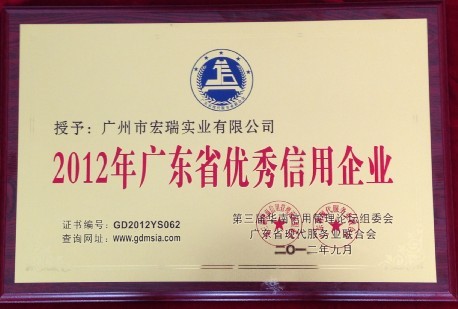 授予：广州市宏瑞实业有限公司
2012年广东省优秀信用企业
证书编号：GD2012YS062
查询网址：www.gdmsia.com
第三届华南信用管理论坛组委会
广东省现代服务业联合会
二〇一二年九月